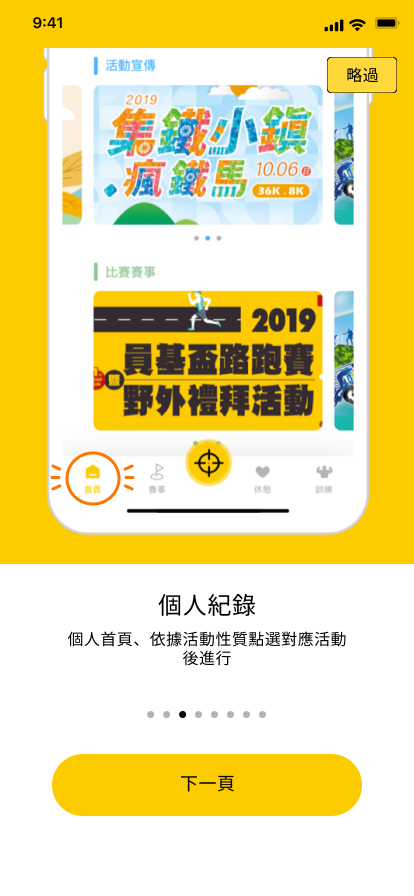 9:41
活動宣傳
略過
2019
集鐵小鎮
瘋鐵馬
10.06 日
36K . 8K
比賽賽事
2019
員基盃路跑賽
野外禮拜活動
首頁
賽事
休憩
訓練
個人紀錄
個人首頁、依據活動性質點選對應活動
後進行
下一頁